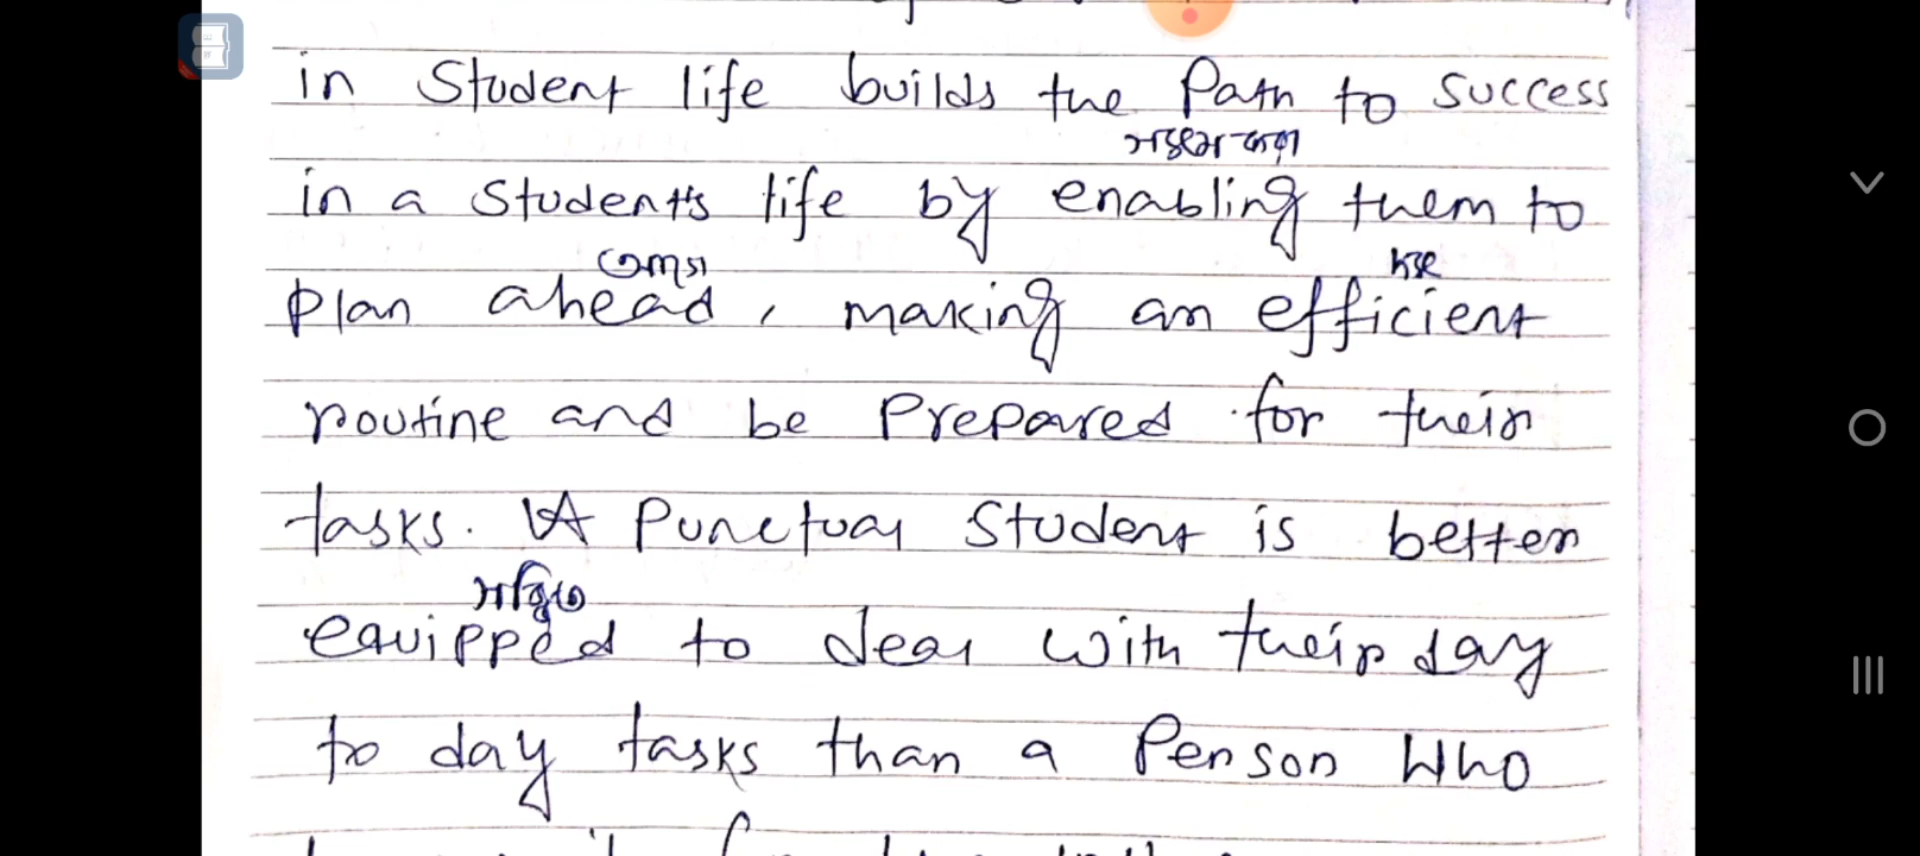 in Student life builds the Path to success
in a Student's life by enabling them to
plan ahead, making an efficient
routine and be Prepared for their
tasks. A Punctual Student is better
equipped to deal with their day
to day tasks than a Person Who